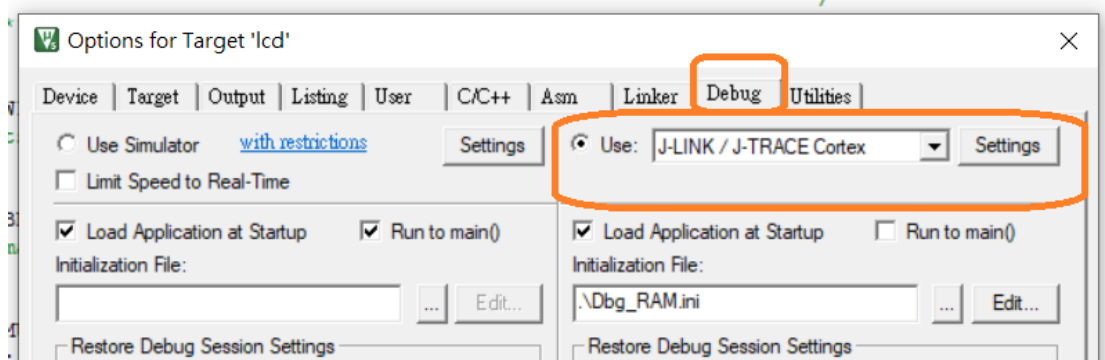 Options for Target 'lcd'
Device Target Output Listing User C/C++ Asm Linker Debug Utilities
Use Simulator with restrictions Settings Use: J-LINK / J-TRACE Cortex Settings
Limit Speed to Real-Time
Load Application at Startup Run to main() Load Application at Startup Run to main()
Initialization File: Initialization File:
... Edit... .\Dbg_RAM.ini ... Edit...
Restore Debug Session Settings Restore Debug Session Settings